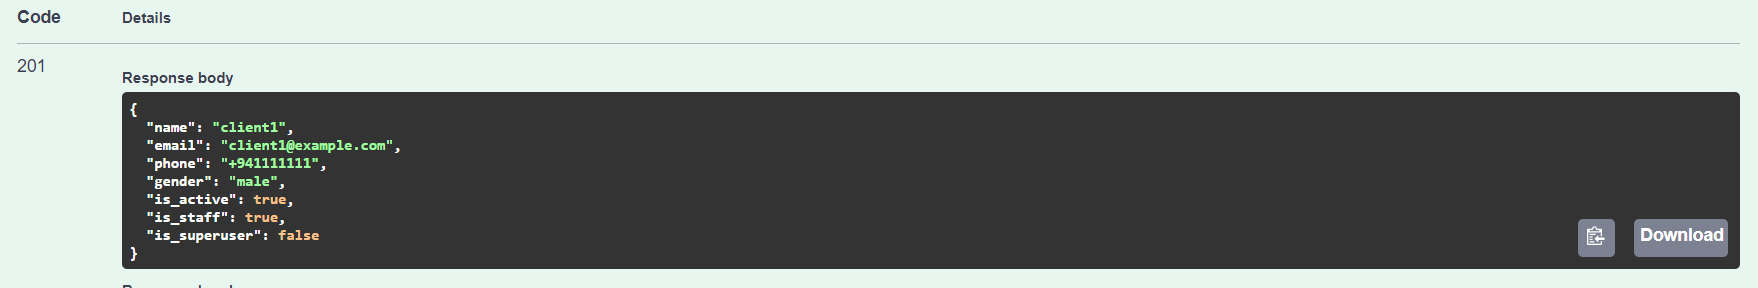 Code Details
201
Response body
{
"name": "client1",
"email": "client1@example.com",
"phone": "+941111111",
"gender": "male",
"is_active": true,
"is_staff": true,
"is_superuser": false
}
Download